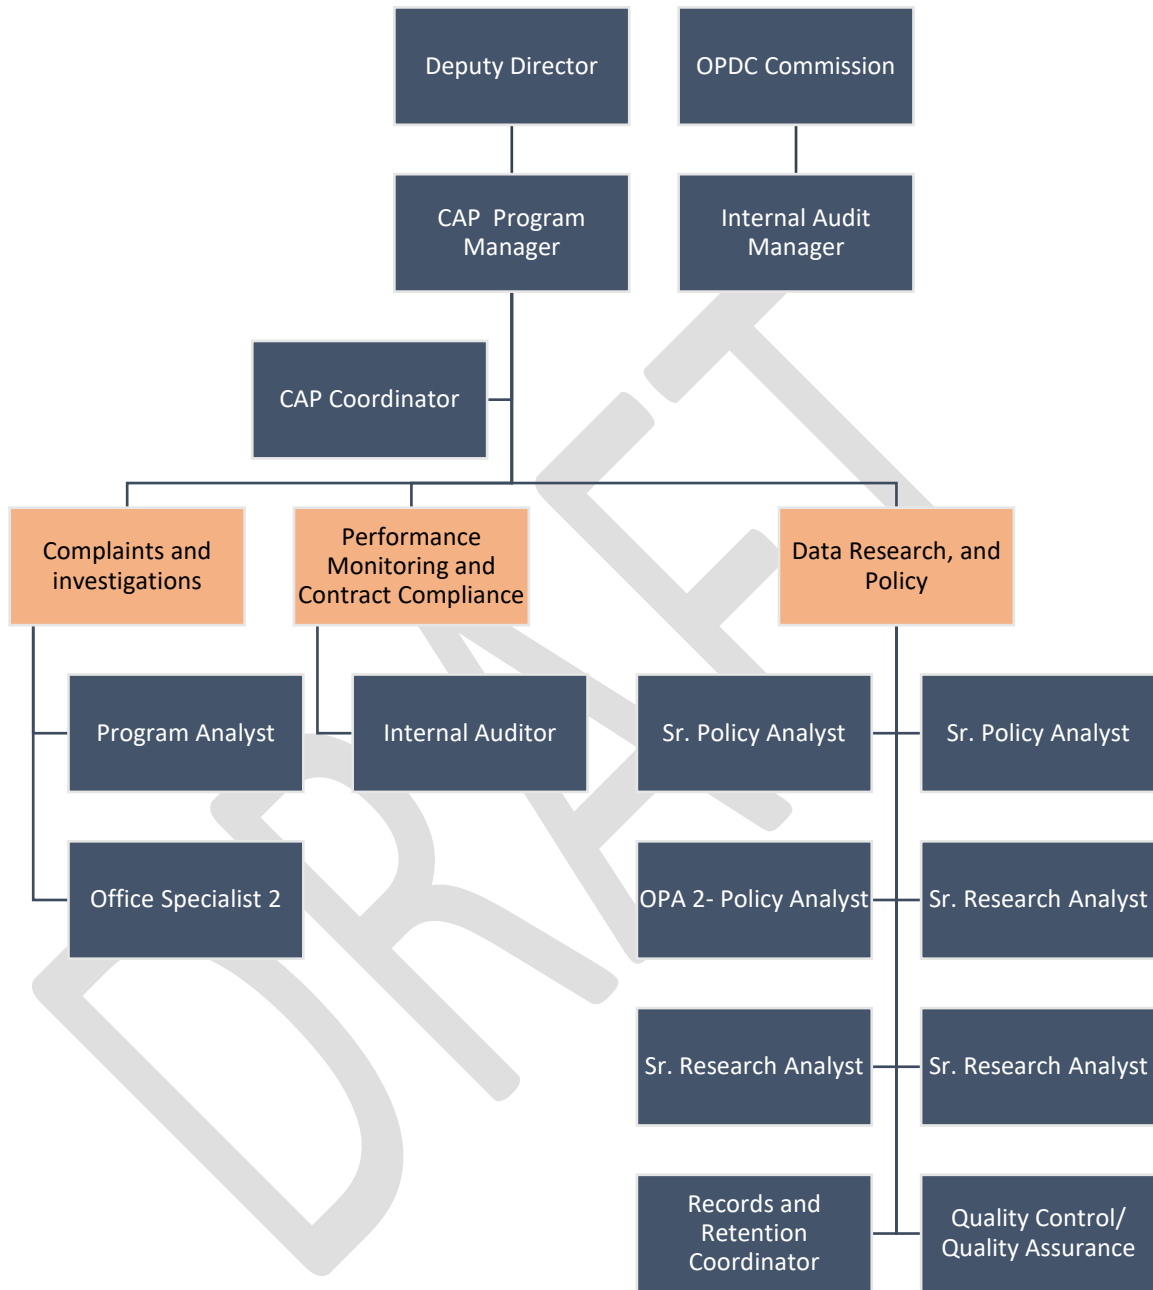 Deputy Director
OPDC Commission
CAP Program
Manager
Internal Audit
Manager
CAP Coordinator
Complaints and
investigations
Performance
Monitoring and
Contract Compliance
Data Research, and
Policy
Program Analyst
Internal Auditor
Sr. Policy Analyst
Sr. Policy Analyst
Office Specialist 2
OPA 2- Policy Analyst
Sr. Research Analyst
Sr. Research Analyst
Sr. Research Analyst
Records and
Retention
Coordinator
Quality Control/
Quality Assurance
DRAFT